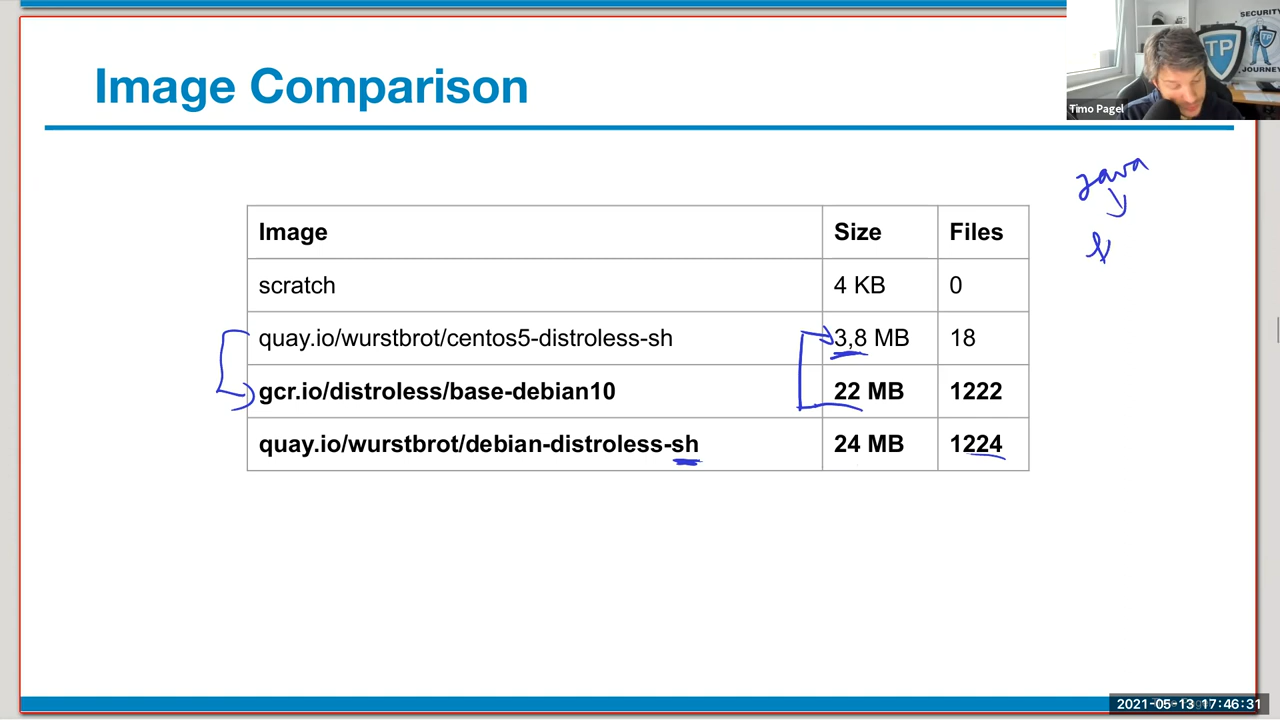 SECURITY
TP
TP
JOURNEY
Timo Pagel
Image Comparison
java
Image Size Files
scratch 4 KB 0
quay.io/wurstbrot/centos5-distroless-sh 3,8 MB 18
gcr.io/distroless/base-debian10 22 MB 1222
quay.io/wurstbrot/debian-distroless-sh 24 MB 1224
2021-05-13 17:46:31